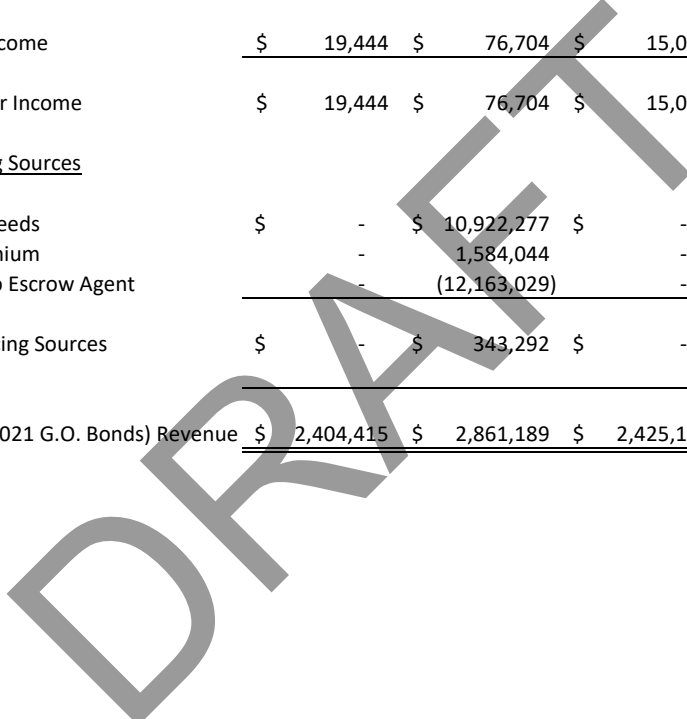 come $ 19,444 $ 76,704 $ 15,0
r Income $ 19,444 $ 76,704 $ 15,0
g Sources
eeds $ - $ 10,922,277 $ -
nium - 1,584,044 -
o Escrow Agent - (12,163,029) -
cing Sources $ - $ 343,292 $ -
021 G.O. Bonds) Revenue $ 2,404,415 $ 2,861,189 $ 2,425,1
DRAFT